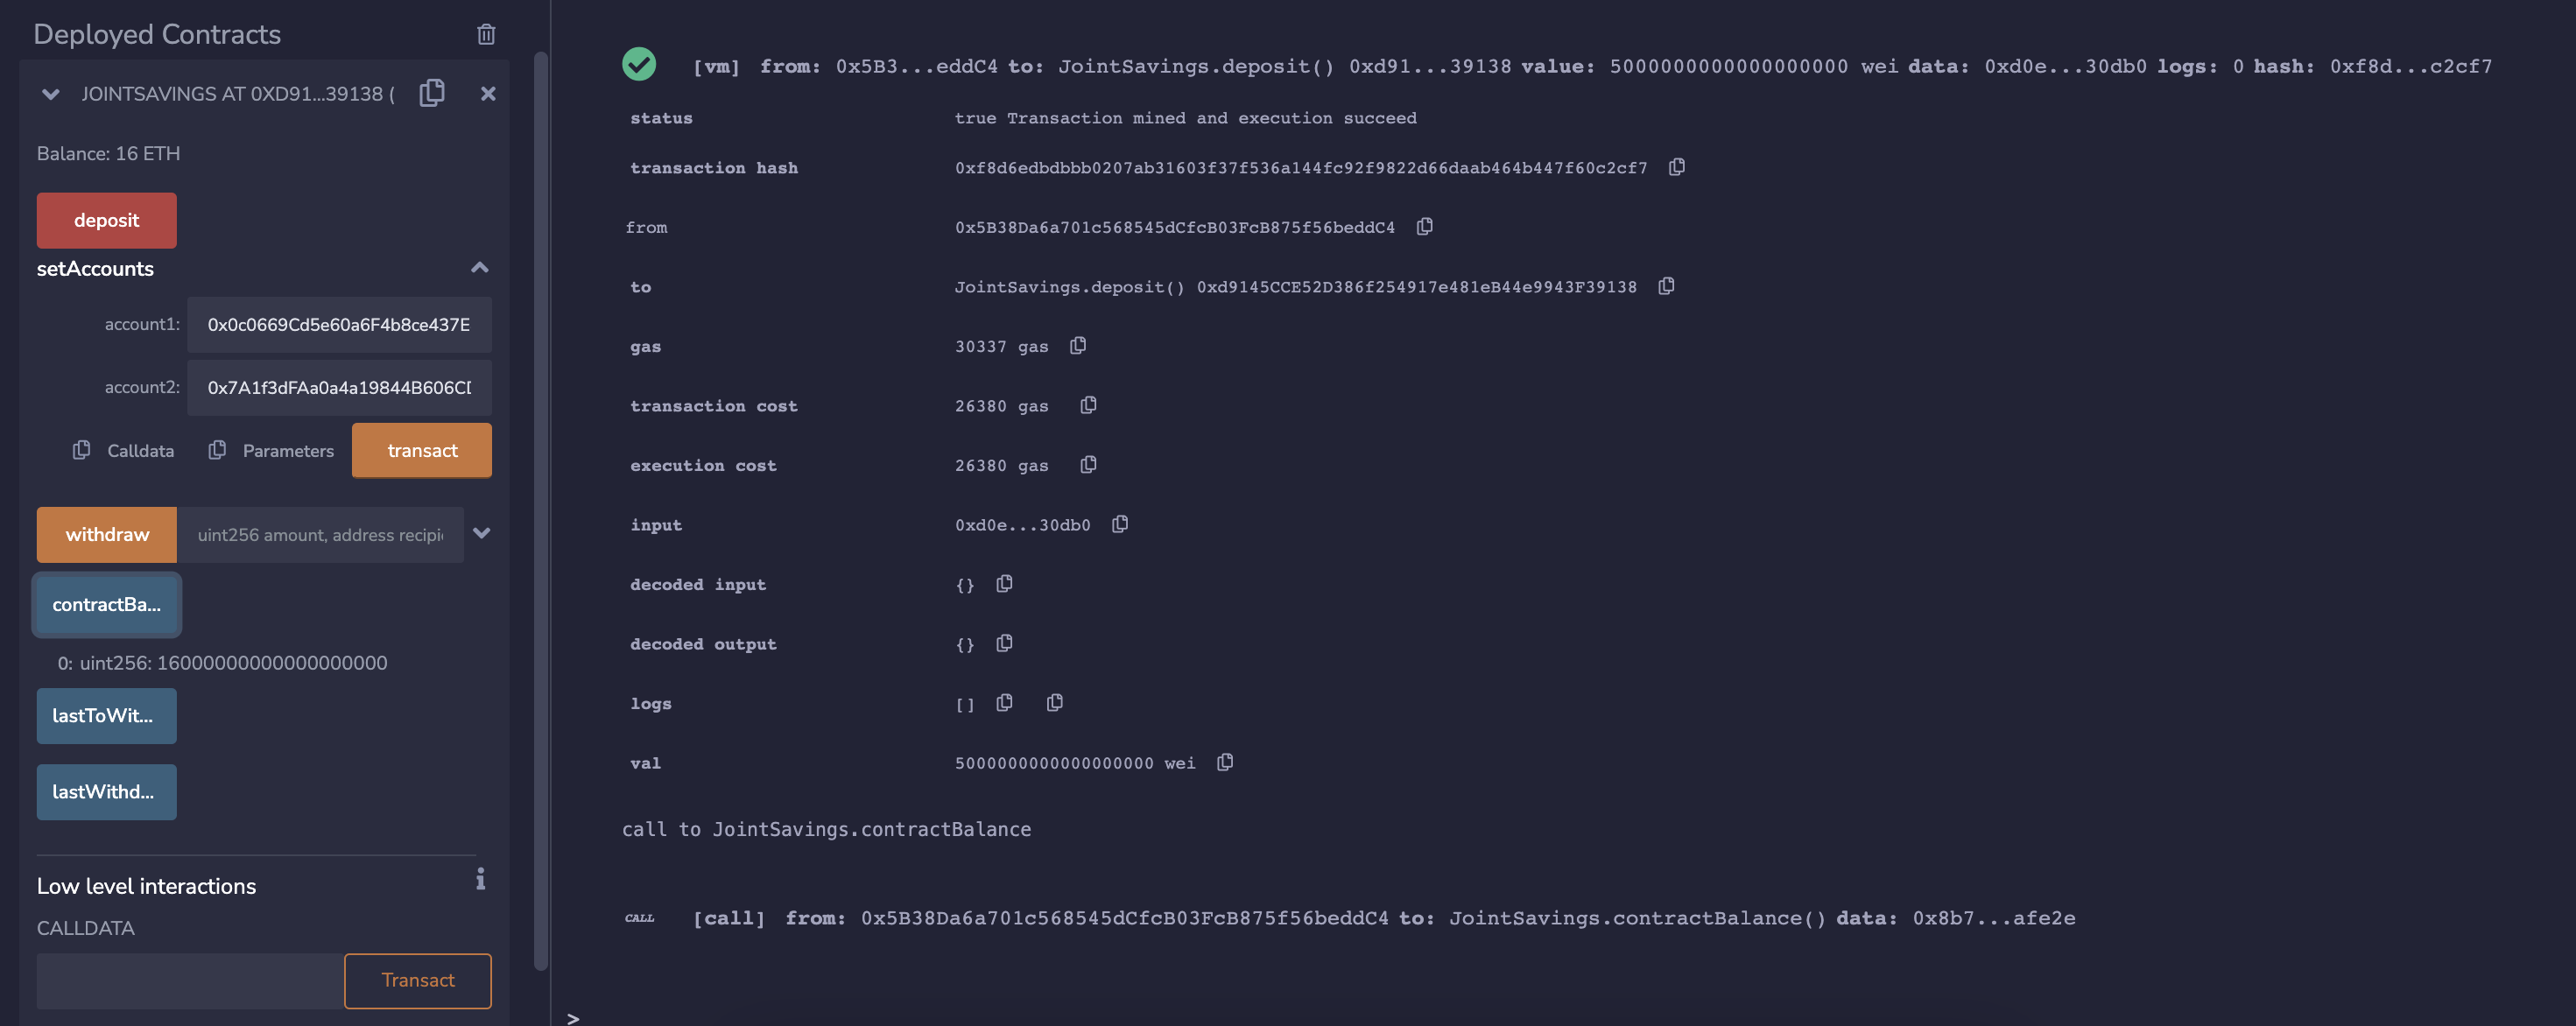 Deployed Contracts
JOINTSAVINGS AT 0XD91...39138 (
Balance: 16 ETH
deposit
setAccounts
account1: 0x0c0669Cd5e60a6F4b8ce437E
account2: 0x7A1f3dFAa0a4a19844B606CD
Calldata Parameters transact
withdraw uint256 amount, address recipie
contractBa...
0: uint256: 16000000000000000000
lastToWit...
lastWithd...
Low level interactions
CALLDATA
Transact
[vm] from: 0x5B3...eddC4 to: JointSavings.deposit() 0xd91...39138 value: 5000000000000000000 wei data: 0xd0e...30db0 logs: 0 hash: 0xf8d...c2cf7
status true Transaction mined and execution succeed
transaction hash 0xf8d6edbdbbb0207ab31603f37f536a144fc92f9822d66daab464b447f60c2cf7
from 0x5B38Da6a701c568545dCfcB03FcB875f56beddC4
to JointSavings.deposit() 0xd9145CCE52D386f254917e481eB44e9943F39138
gas 30337 gas
transaction cost 26380 gas
execution cost 26380 gas
input 0xd0e...30db0
decoded input {}
decoded output {}
logs []
val 5000000000000000000 wei
call to JointSavings.contractBalance
CALL [call] from: 0x5B38Da6a701c568545dCfcB03FcB875f56beddC4 to: JointSavings.contractBalance() data: 0x8b7...afe2e
>